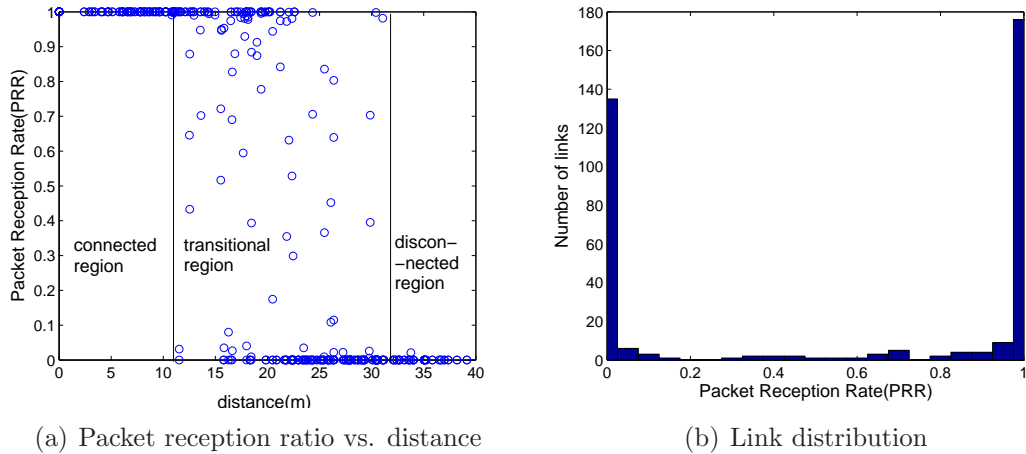 1
0.9
0.8
0.7
0.6
0.5
0.4
0.3
0.2
0.1
0
Packet Reception Rate(PRR)
connected
region
transitional
region
discon-
-nected
region
0 5 10 15 20 25 30 35 40
distance(m)
(a) Packet reception ratio vs. distance
180
160
140
120
100
80
60
40
20
0
Number of links
0 0.2 0.4 0.6 0.8 1
Packet Reception Rate(PRR)
(b) Link distribution